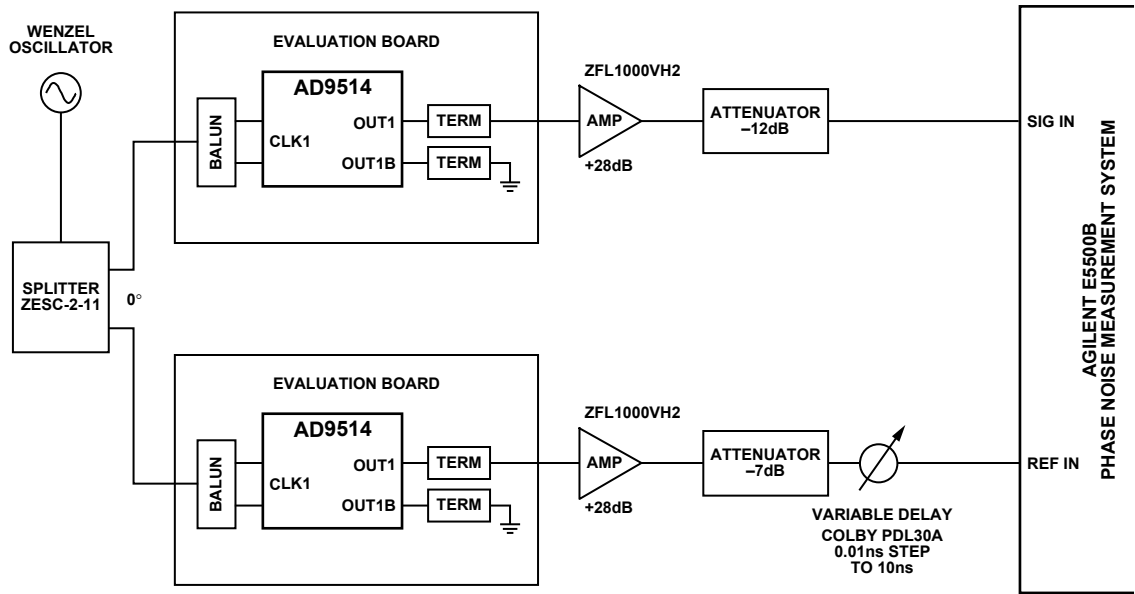 WENZEL
OSCILLATOR
SPLITTER
ZESC-2-11
0°
EVALUATION BOARD
BALUN
AD9514
CLK1
OUT1
OUT1B
TERM
TERM
ZFL1000VH2
AMP
+28dB
ATTENUATOR
–12dB
SIG IN
EVALUATION BOARD
BALUN
AD9514
CLK1
OUT1
OUT1B
TERM
TERM
ZFL1000VH2
AMP
+28dB
ATTENUATOR
–7dB
VARIABLE DELAY
COLBY PDL30A
0.01ns STEP
TO 10ns
REF IN
AGILENT E5500B
PHASE NOISE MEASUREMENT SYSTEM